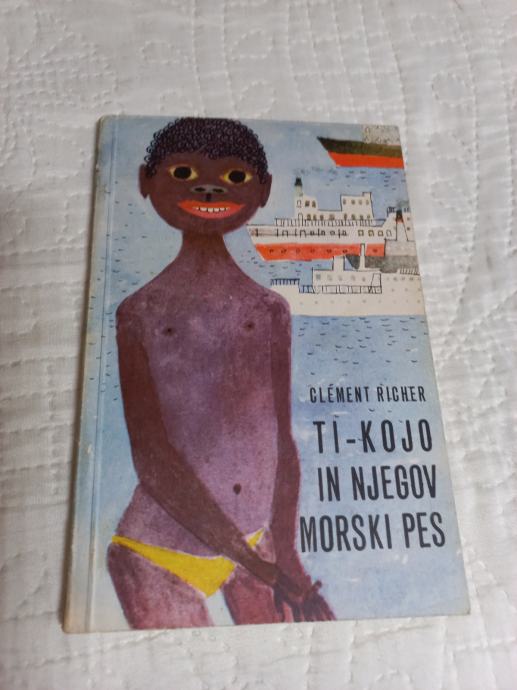 CLÉMENT RICHER
TI-KOJO
IN NJEGOV
MORSKI PES